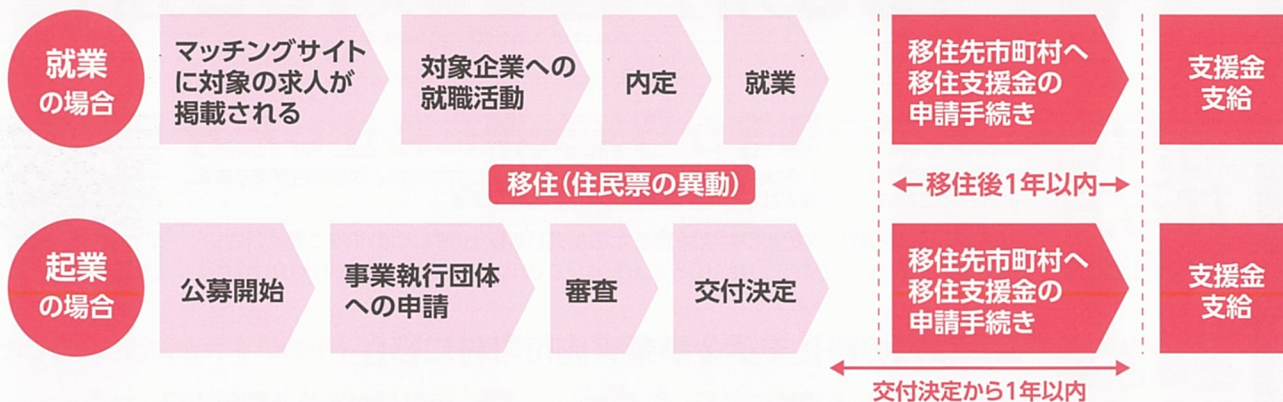 就業
の場合
マッチングサイト
に対象の求人が
掲載される
対象企業への
就職活動
内定
就業
移住先市町村へ
移住支援金の
申請手続き
支援金
支給
移住（住民票の異動）
移住後1年以内
起業
の場合
公募開始
事業執行団体
への申請
審査
交付決定
移住先市町村へ
移住支援金の
申請手続き
支援金
支給
交付決定から1年以内